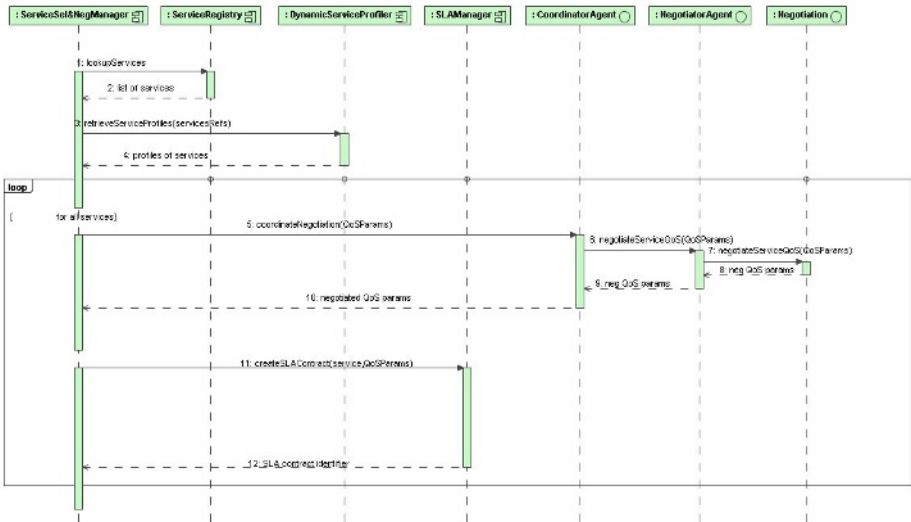 : ServiceSel&NegManager
: ServiceRegistry
: DynamicServiceProfiler
: SLAManager
: CoordinatorAgent
: NegotiatorAgent
: Negotiation
1: lookupServices
2: list of services
3: retrieveServiceProfiles(servicesRefs)
4: profiles of services
loop
[ for all services]
5: coordinateNegotiation(QoSParams)
6: negotiateServiceQoS(QoSParams)
7: negotiateServiceQoS(QoSParams)
8: neg QoS params
9: neg QoS params
10: negotiated QoS params
11: createSLAContract(service,QoSParams)
12: SLA contract identifier